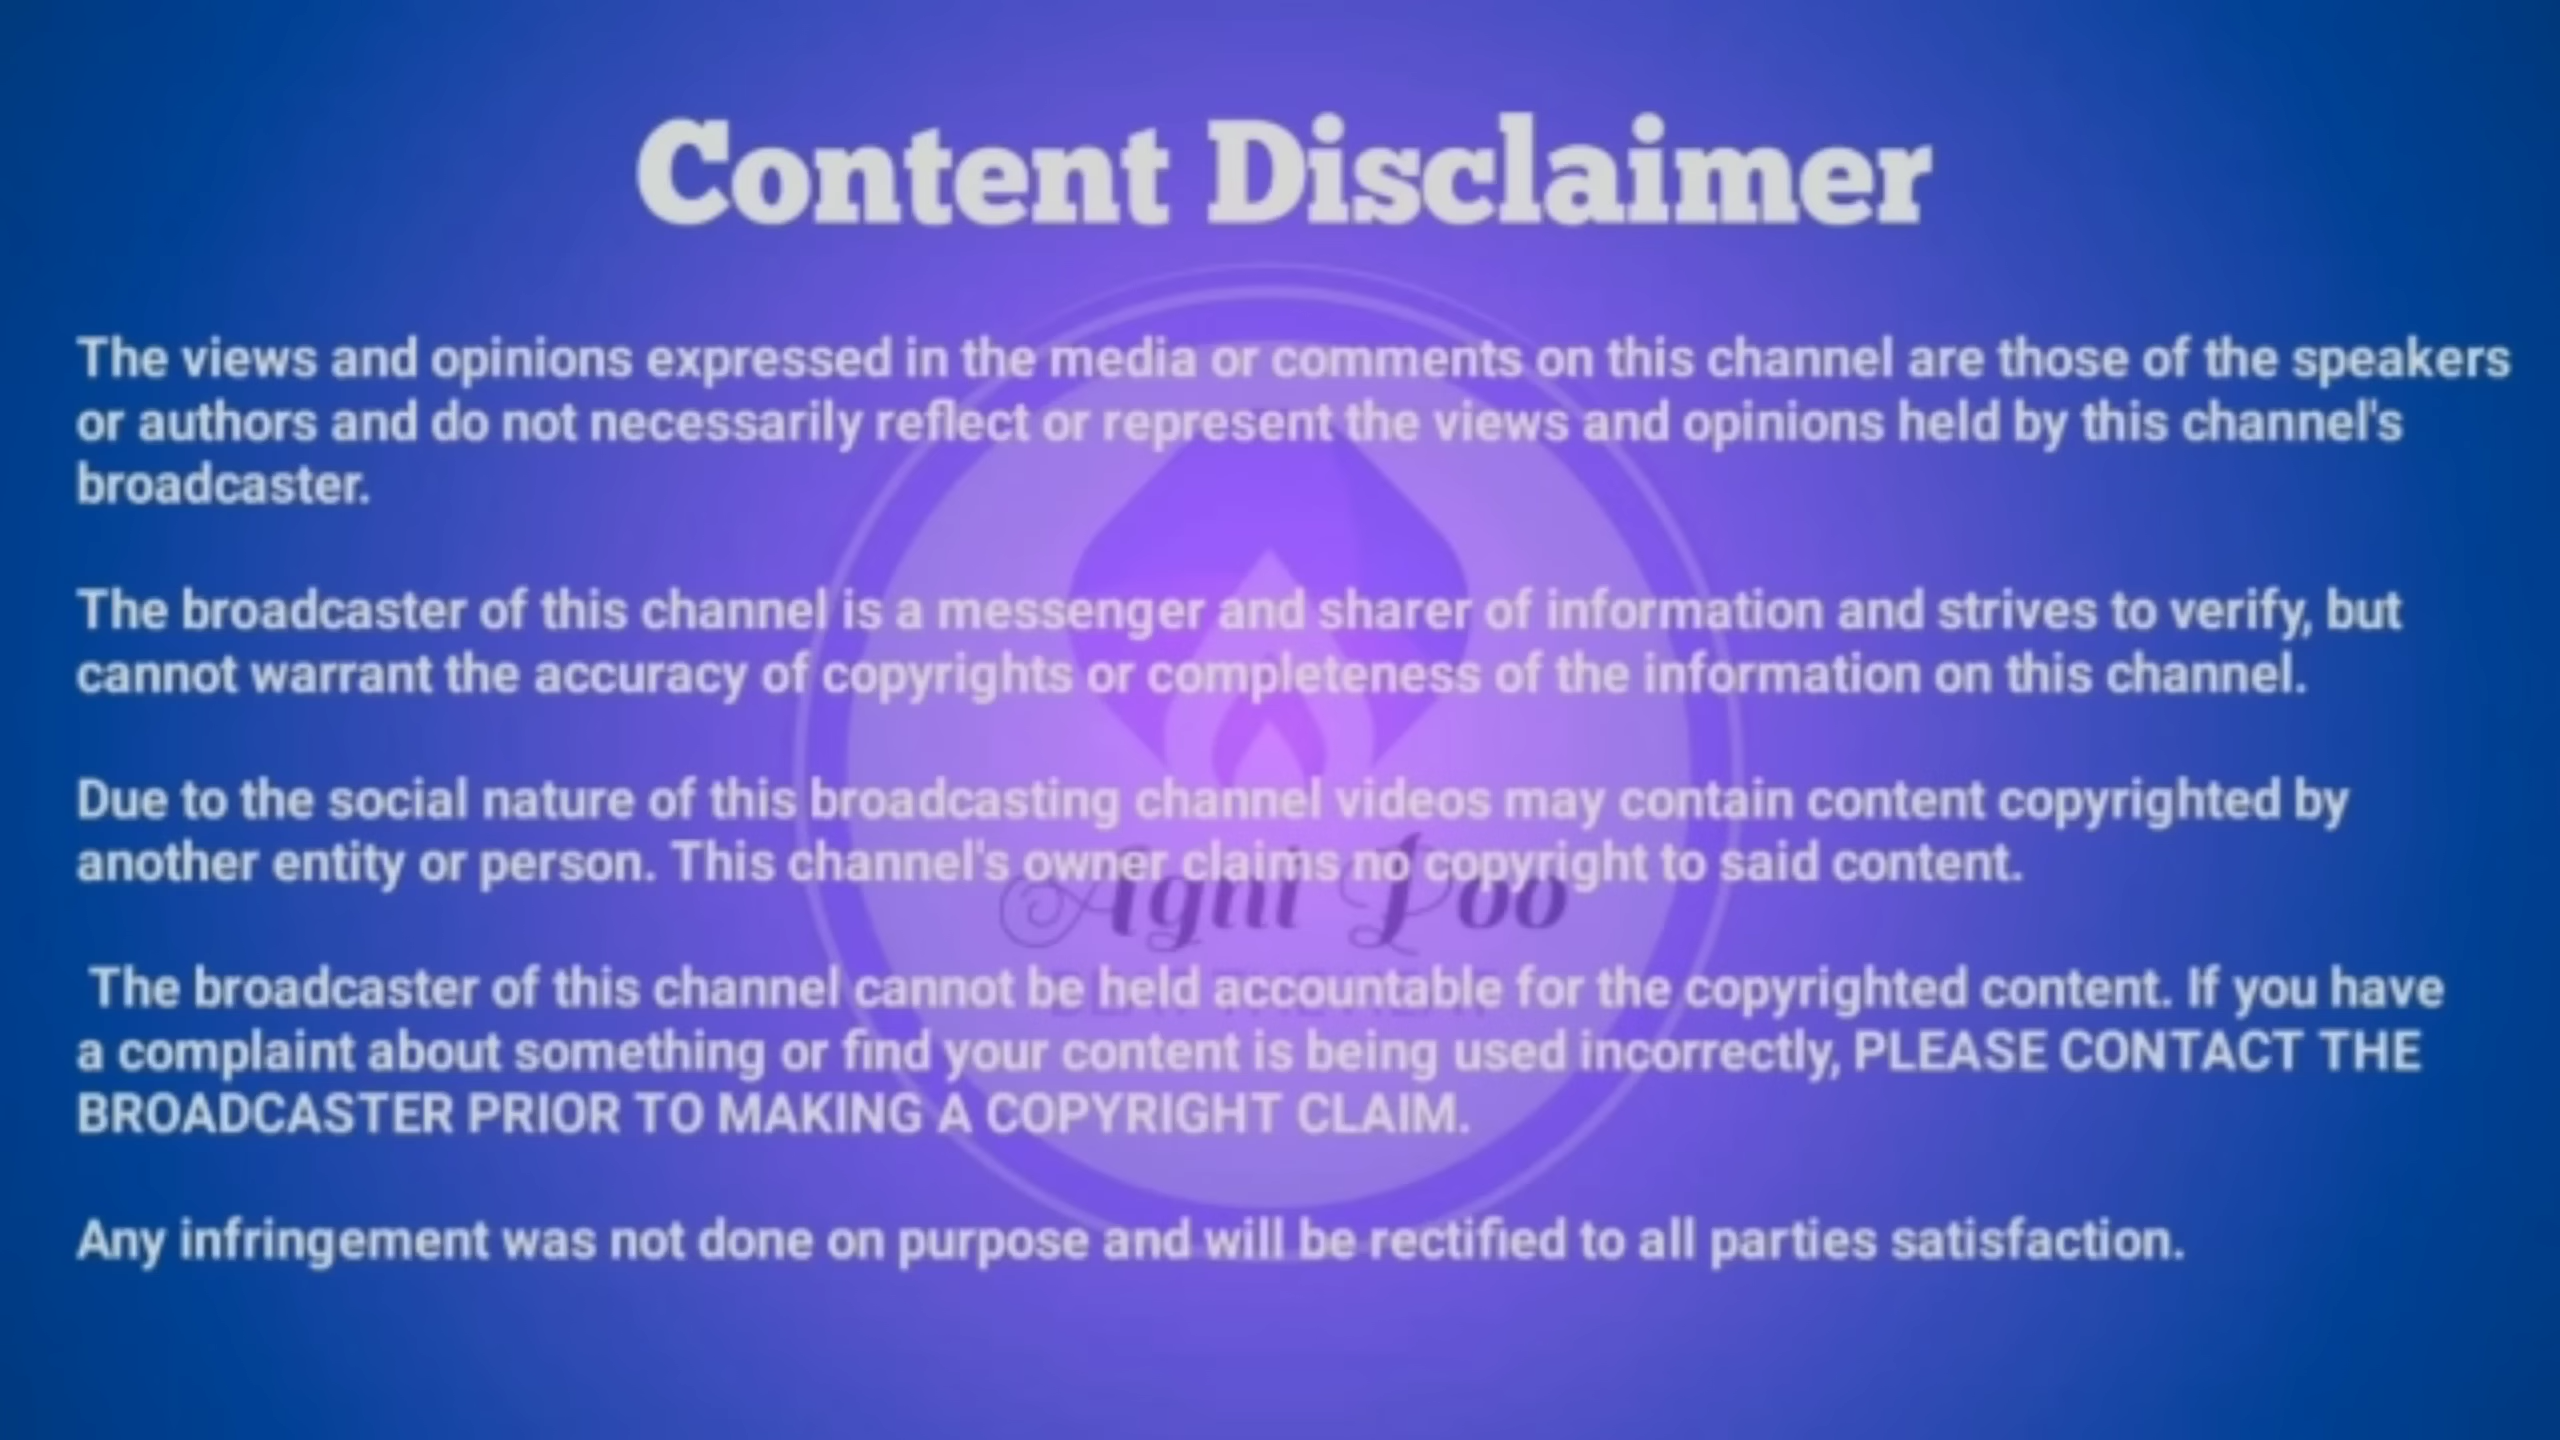 Content Disclaimer
The views and opinions expressed in the media or comments on this channel are those of the speakers
or authors and do not necessarily reflect or represent the views and opinions held by this channel's
broadcaster.
The broadcaster of this channel is a messenger and sharer of information and strives to verify, but
cannot warrant the accuracy of copyrights or completeness of the information on this channel.
Due to the social nature of this broadcasting channel videos may contain content copyrighted by
another entity or person. This channel's owner claims no copyright to said content.
Agni Poo
The broadcaster of this channel cannot be held accountable for the copyrighted content. If you have
a complaint about something or find your content is being used incorrectly, PLEASE CONTACT THE
BROADCASTER PRIOR TO MAKING A COPYRIGHT CLAIM.
Any infringement was not done on purpose and will be rectified to all parties satisfaction.